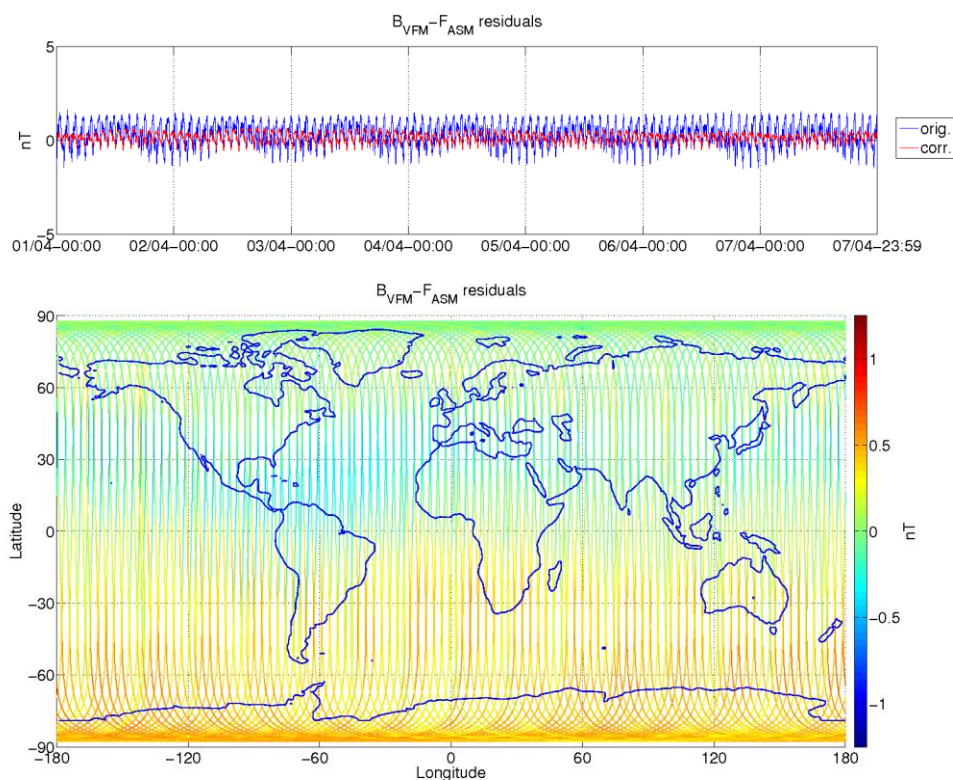 B_VFM−F_ASM residuals
5
0
−5
nT
01/04−00:00 02/04−00:00 03/04−00:00 04/04−00:00 05/04−00:00 06/04−00:00 07/04−00:00 07/04−23:59
orig.
corr.
B_VFM−F_ASM residuals
90
60
30
0
−30
−60
−90
Latitude
−180 −120 −60 0 60 120 180
Longitude
1
0.5
0
−0.5
−1
nT